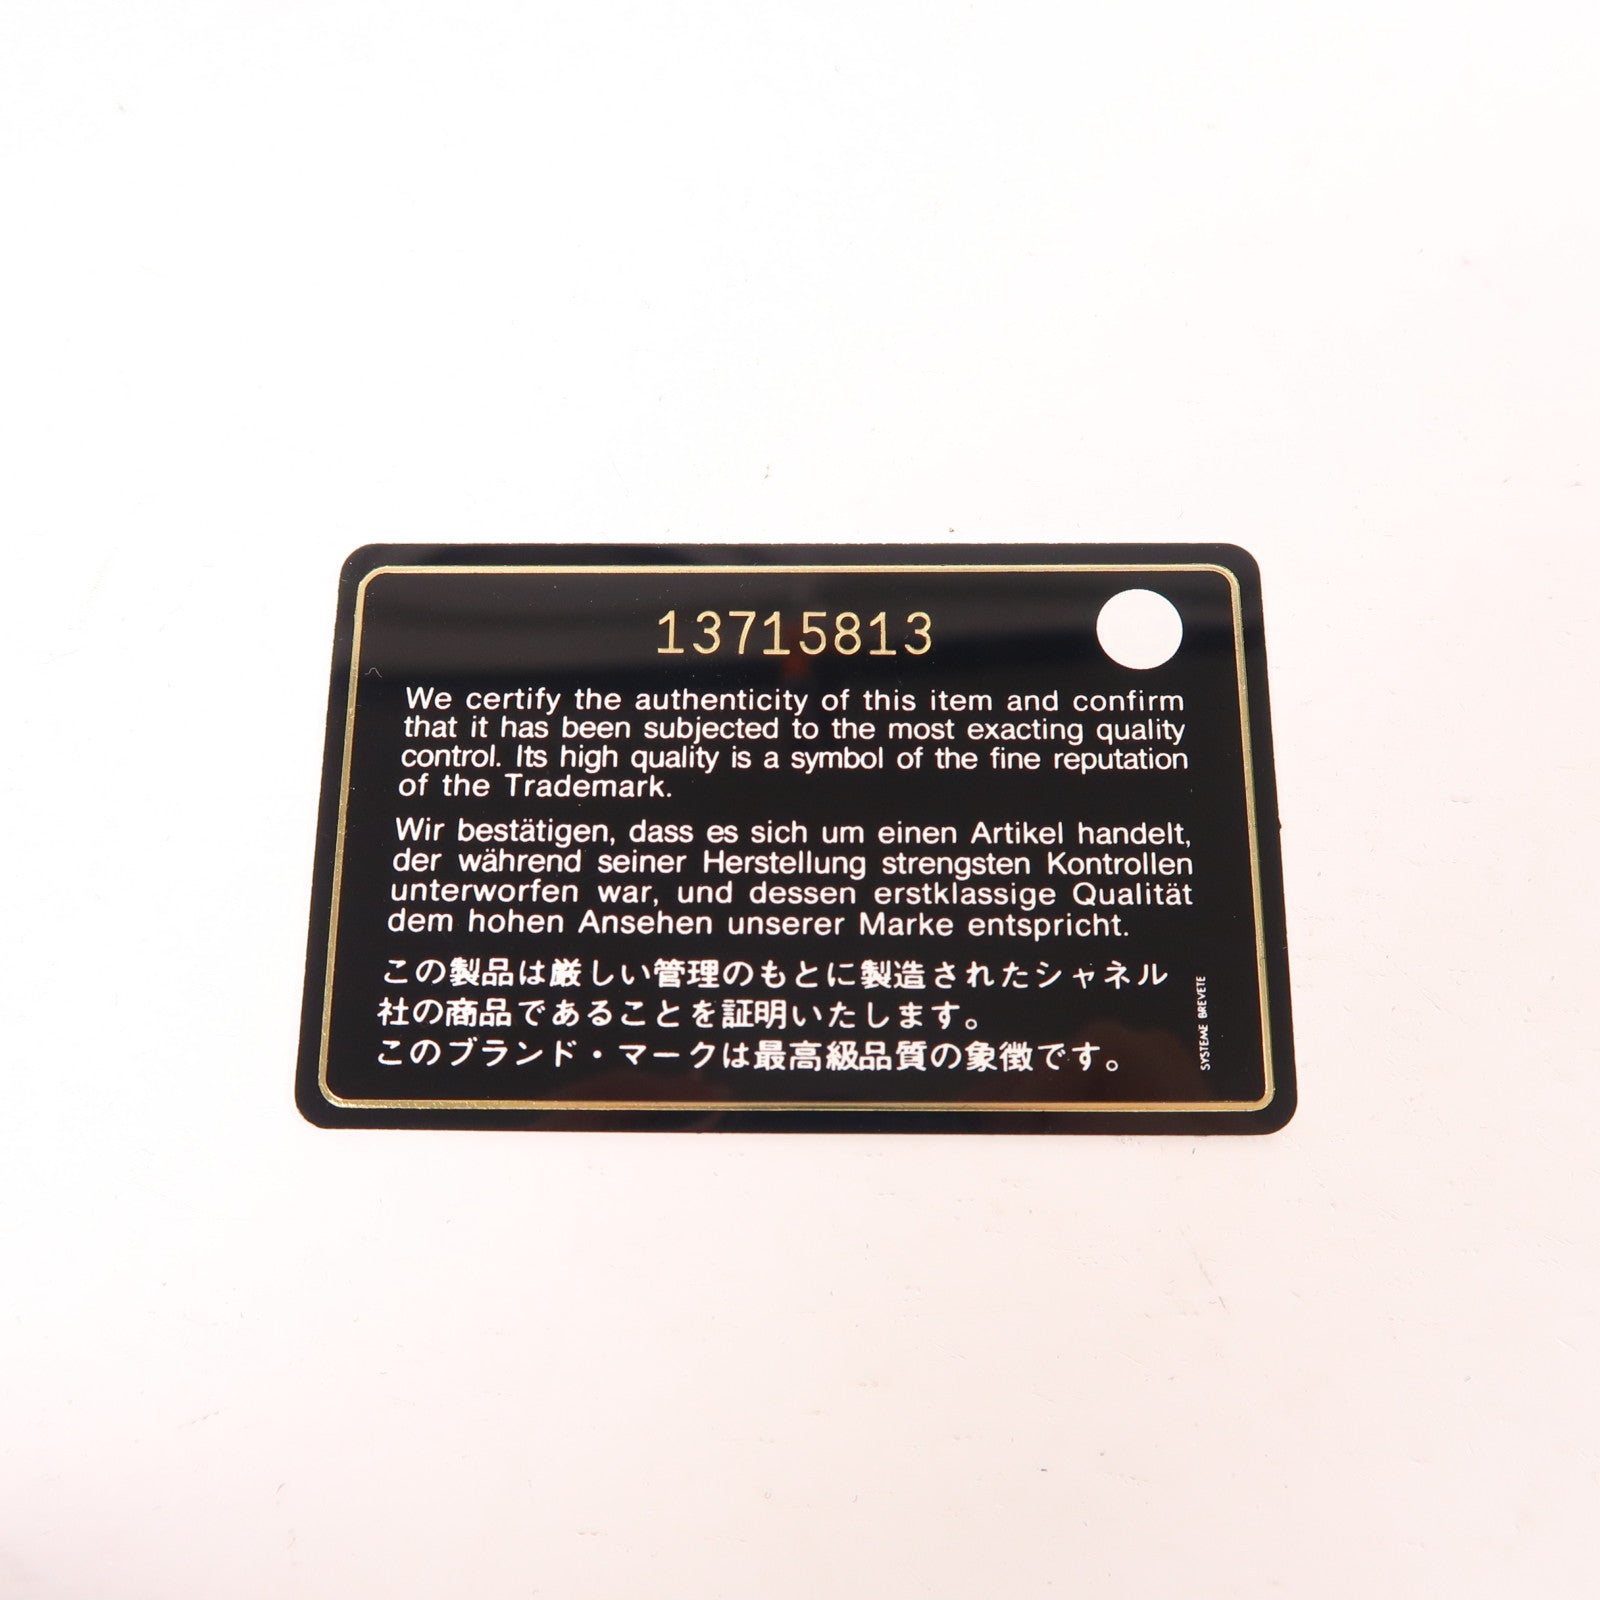 13715813
We certify the authenticity of this item and confirm
that it has been subjected to the most exacting quality
control. Its high quality is a symbol of the fine reputation
of the Trademark.
Wir bestätigen, dass es sich um einen Artikel handelt,
der während seiner Herstellung strengsten Kontrollen
unterworfen war, und dessen erstklassige Qualität
dem hohen Ansehen unserer Marke entspricht.
この製品は厳しい管理のもとに製造されたシャネル
社の商品であることを証明いたします。
このブランド・マークは最高級品質の象徴です。
SYSTEME BREVETE